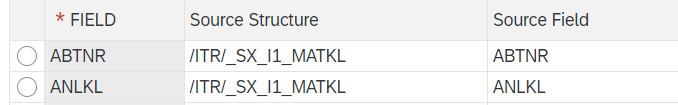 * FIELD Source Structure Source Field
ABTNR /ITR/_SX_I1_MATKL ABTNR
ANLKL /ITR/_SX_I1_MATKL ANLKL